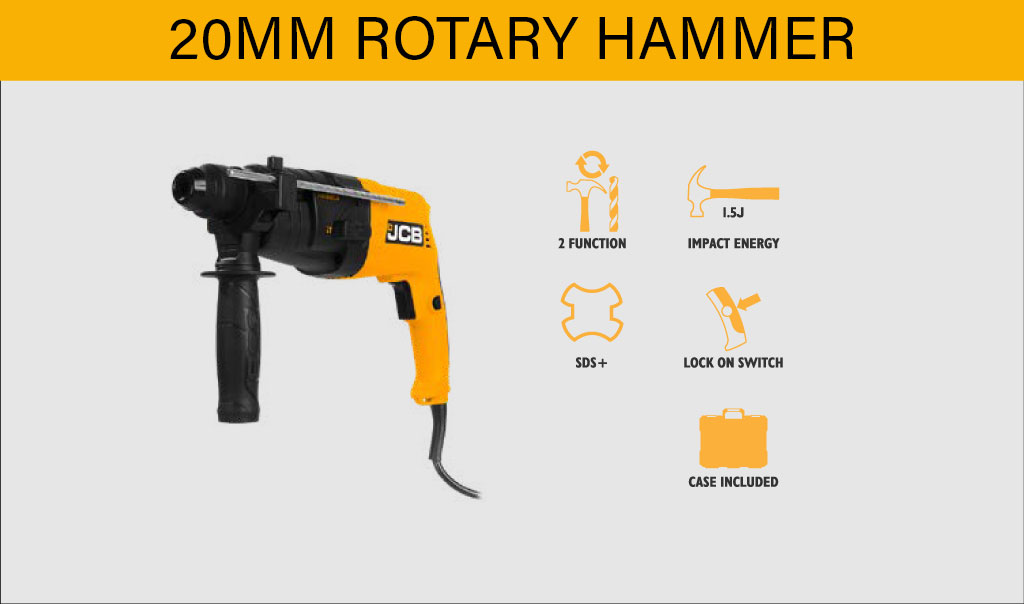 20MM ROTARY HAMMER
JCB
1.5J
2 FUNCTION
IMPACT ENERGY
SDS+
LOCK ON SWITCH
CASE INCLUDED